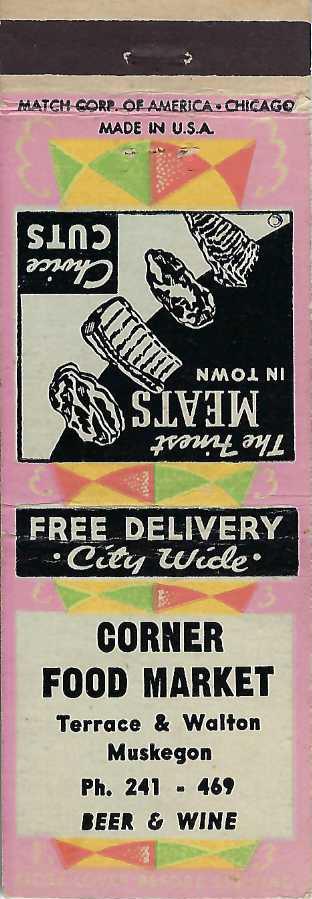 MATCH CORP. OF AMERICA • CHICAGO
MADE IN U.S.A.
The Finest
MEATS
IN TOWN
Choice
CUTS
FREE DELIVERY
• City Wide •
CORNER
FOOD MARKET
Terrace & Walton
Muskegon
Ph. 241 - 469
BEER & WINE